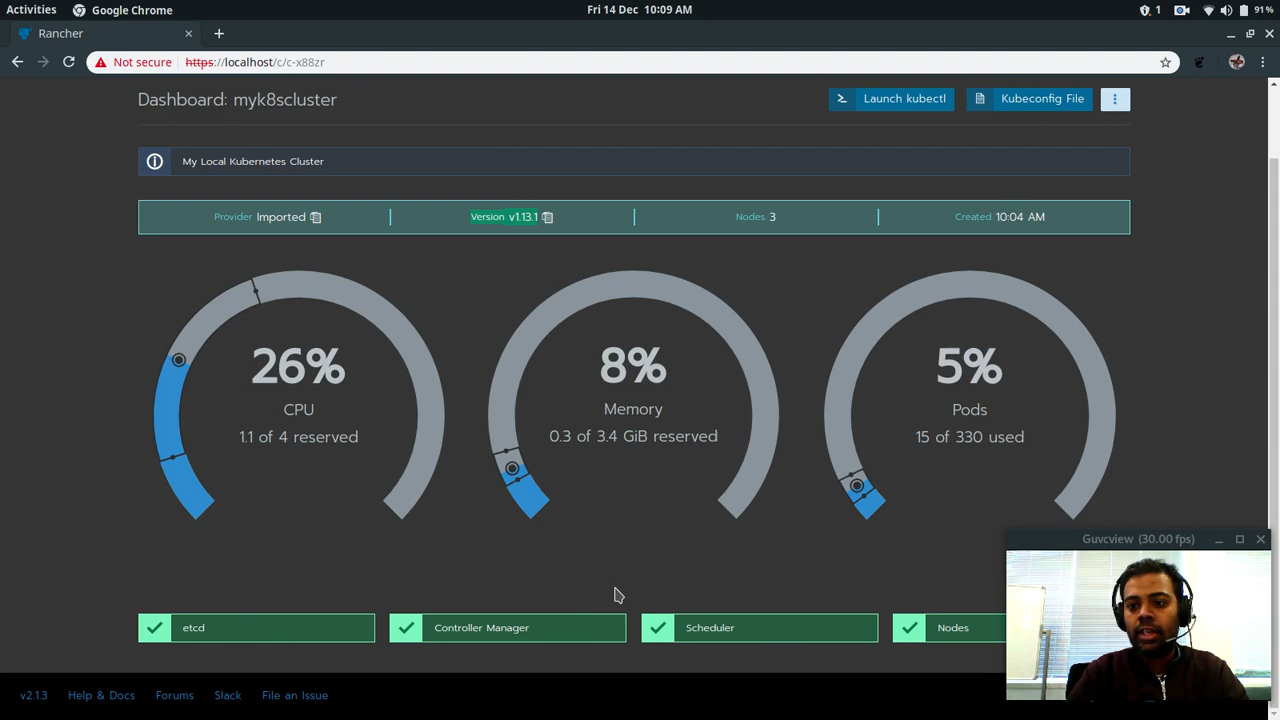 Activities Google Chrome Fri 14 Dec 10:09 AM 1 91%
Rancher
Not secure https://localhost/c/c-x88zr
Dashboard: myk8scluster Launch kubectl Kubeconfig File
My Local Kubernetes Cluster
Provider Imported Version v1.13.1 Nodes 3 Created 10:04 AM
26% 8% 5%
CPU Memory Pods
1.1 of 4 reserved 0.3 of 3.4 GiB reserved 15 of 330 used
Guvcview (30.00 fps)
etcd Controller Manager Scheduler Nodes
v2.1.3 Help & Docs Forums Slack File an Issue